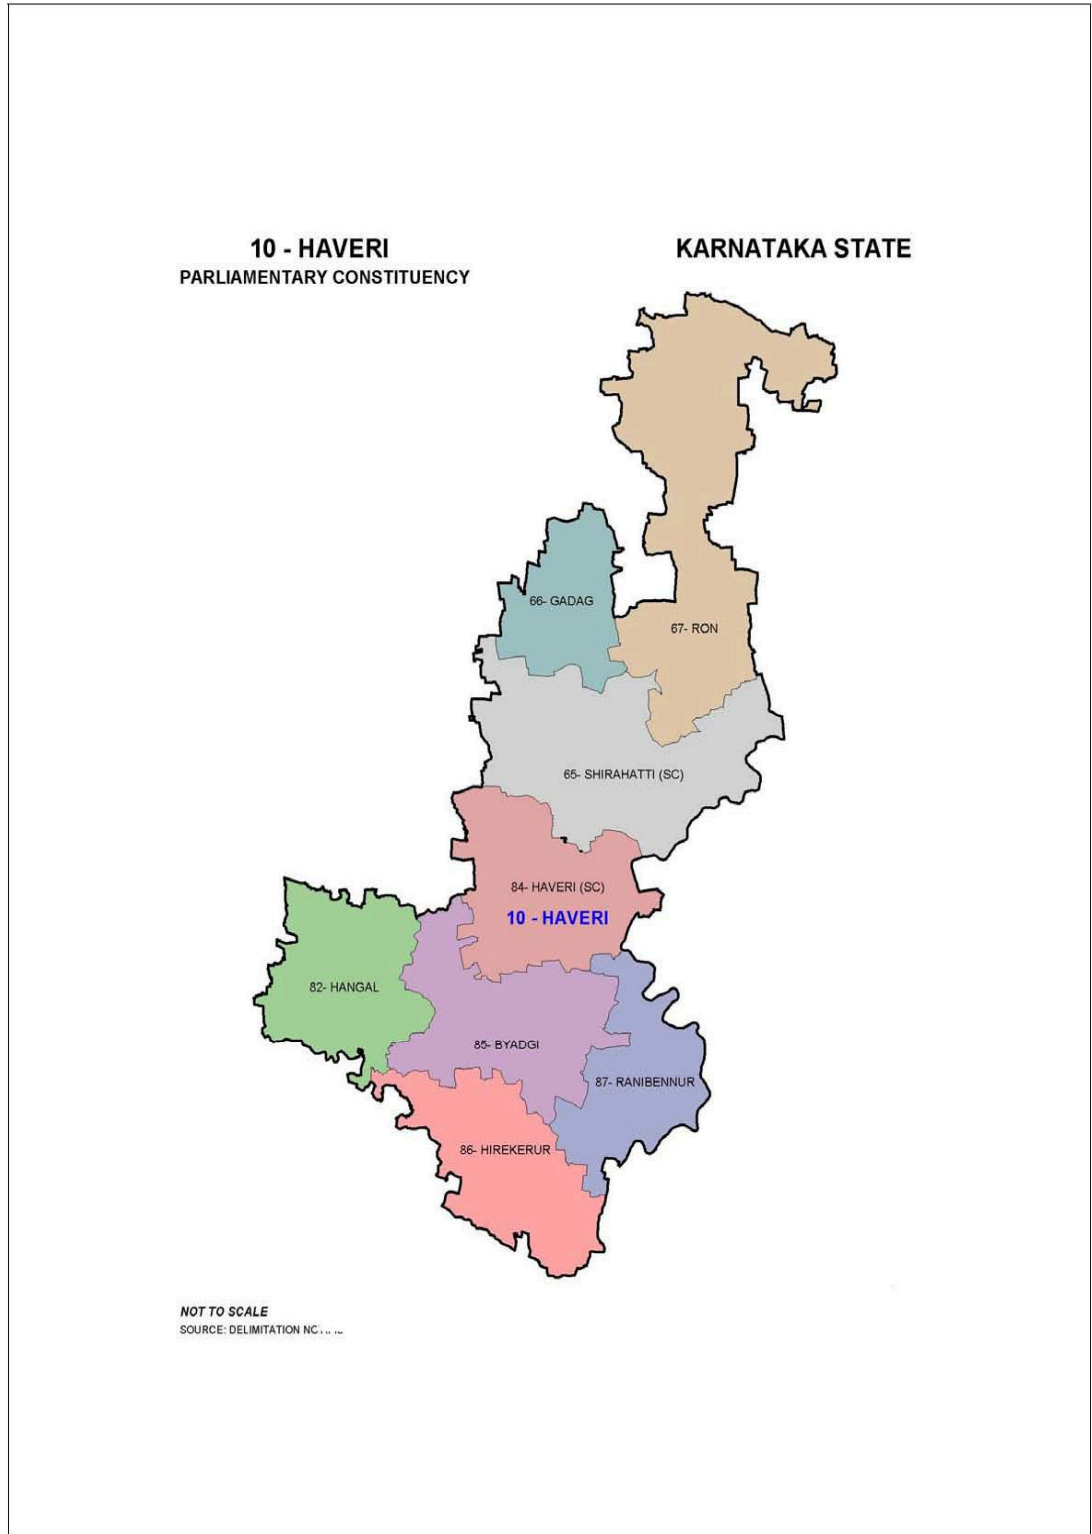 10 - HAVERI
PARLIAMENTARY CONSTITUENCY
KARNATAKA STATE
66- GADAG
67- RON
65- SHIRAHATTI (SC)
84- HAVERI (SC)
10 - HAVERI
82- HANGAL
85- BYADGI
87- RANIBENNUR
86- HIREKERUR
NOT TO SCALE
SOURCE: DELIMITATION